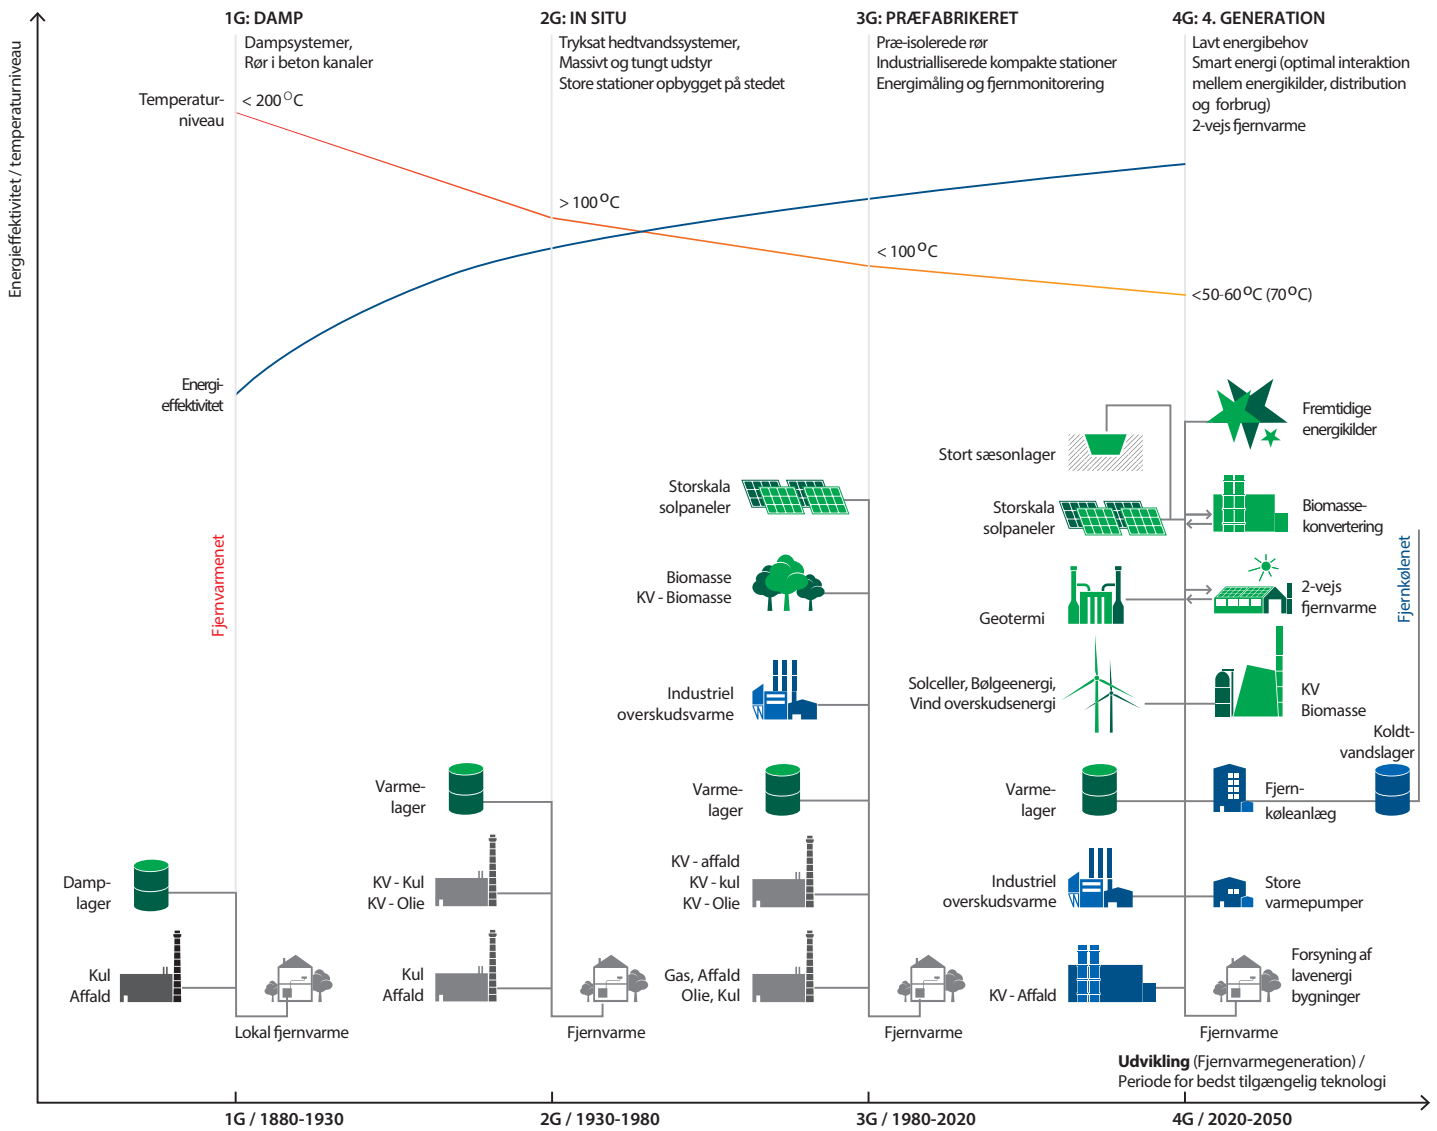 Energieffektivitet / temperaturniveau
1G: DAMP
Dampsystemer,
Rør i beton kanaler
2G: IN SITU
Tryksat hedtvandssystemer,
Massivt og tungt udstyr
Store stationer opbygget på stedet
3G: PRÆFABRIKERET
Præ-isolerede rør
Industrialliserede kompakte stationer
Energimåling og fjernmonitorering
4G: 4. GENERATION
Lavt energibehov
Smart energi (optimal interaktion
mellem energikilder, distribution
og forbrug)
2-vejs fjernvarme
Temperatur-
niveau
< 200 °C
> 100 °C
< 100 °C
<50-60 °C (70 °C)
Energi-
effektivitet
Fjernvarmenet
Damp-
lager
Kul
Affald
Lokal fjernvarme
Varme-
lager
KV - Kul
KV - Olie
Kul
Affald
Fjernvarme
Storskala
solpaneler
Biomasse
KV - Biomasse
Industriel
overskudsvarme
Varme-
lager
KV - affald
KV - kul
KV - Olie
Gas, Affald
Olie, Kul
Fjernvarme
Stort sæsonlager
Storskala
solpaneler
Geotermi
Solceller, Bølgeenergi,
Vind overskudsenergi
Varme-
lager
Industriel
overskudsvarme
KV - Affald
Fremtidige
energikilder
Biomasse-
konvertering
2-vejs
fjernvarme
KV
Biomasse
Fjernkølenet
Koldt-
vandslager
Fjern-
køleanlæg
Store
varmepumper
Forsyning af
lavenergi
bygninger
Fjernvarme
Udvikling (Fjernvarmegeneration) /
Periode for bedst tilgængelig teknologi
1G / 1880-1930
2G / 1930-1980
3G / 1980-2020
4G / 2020-2050